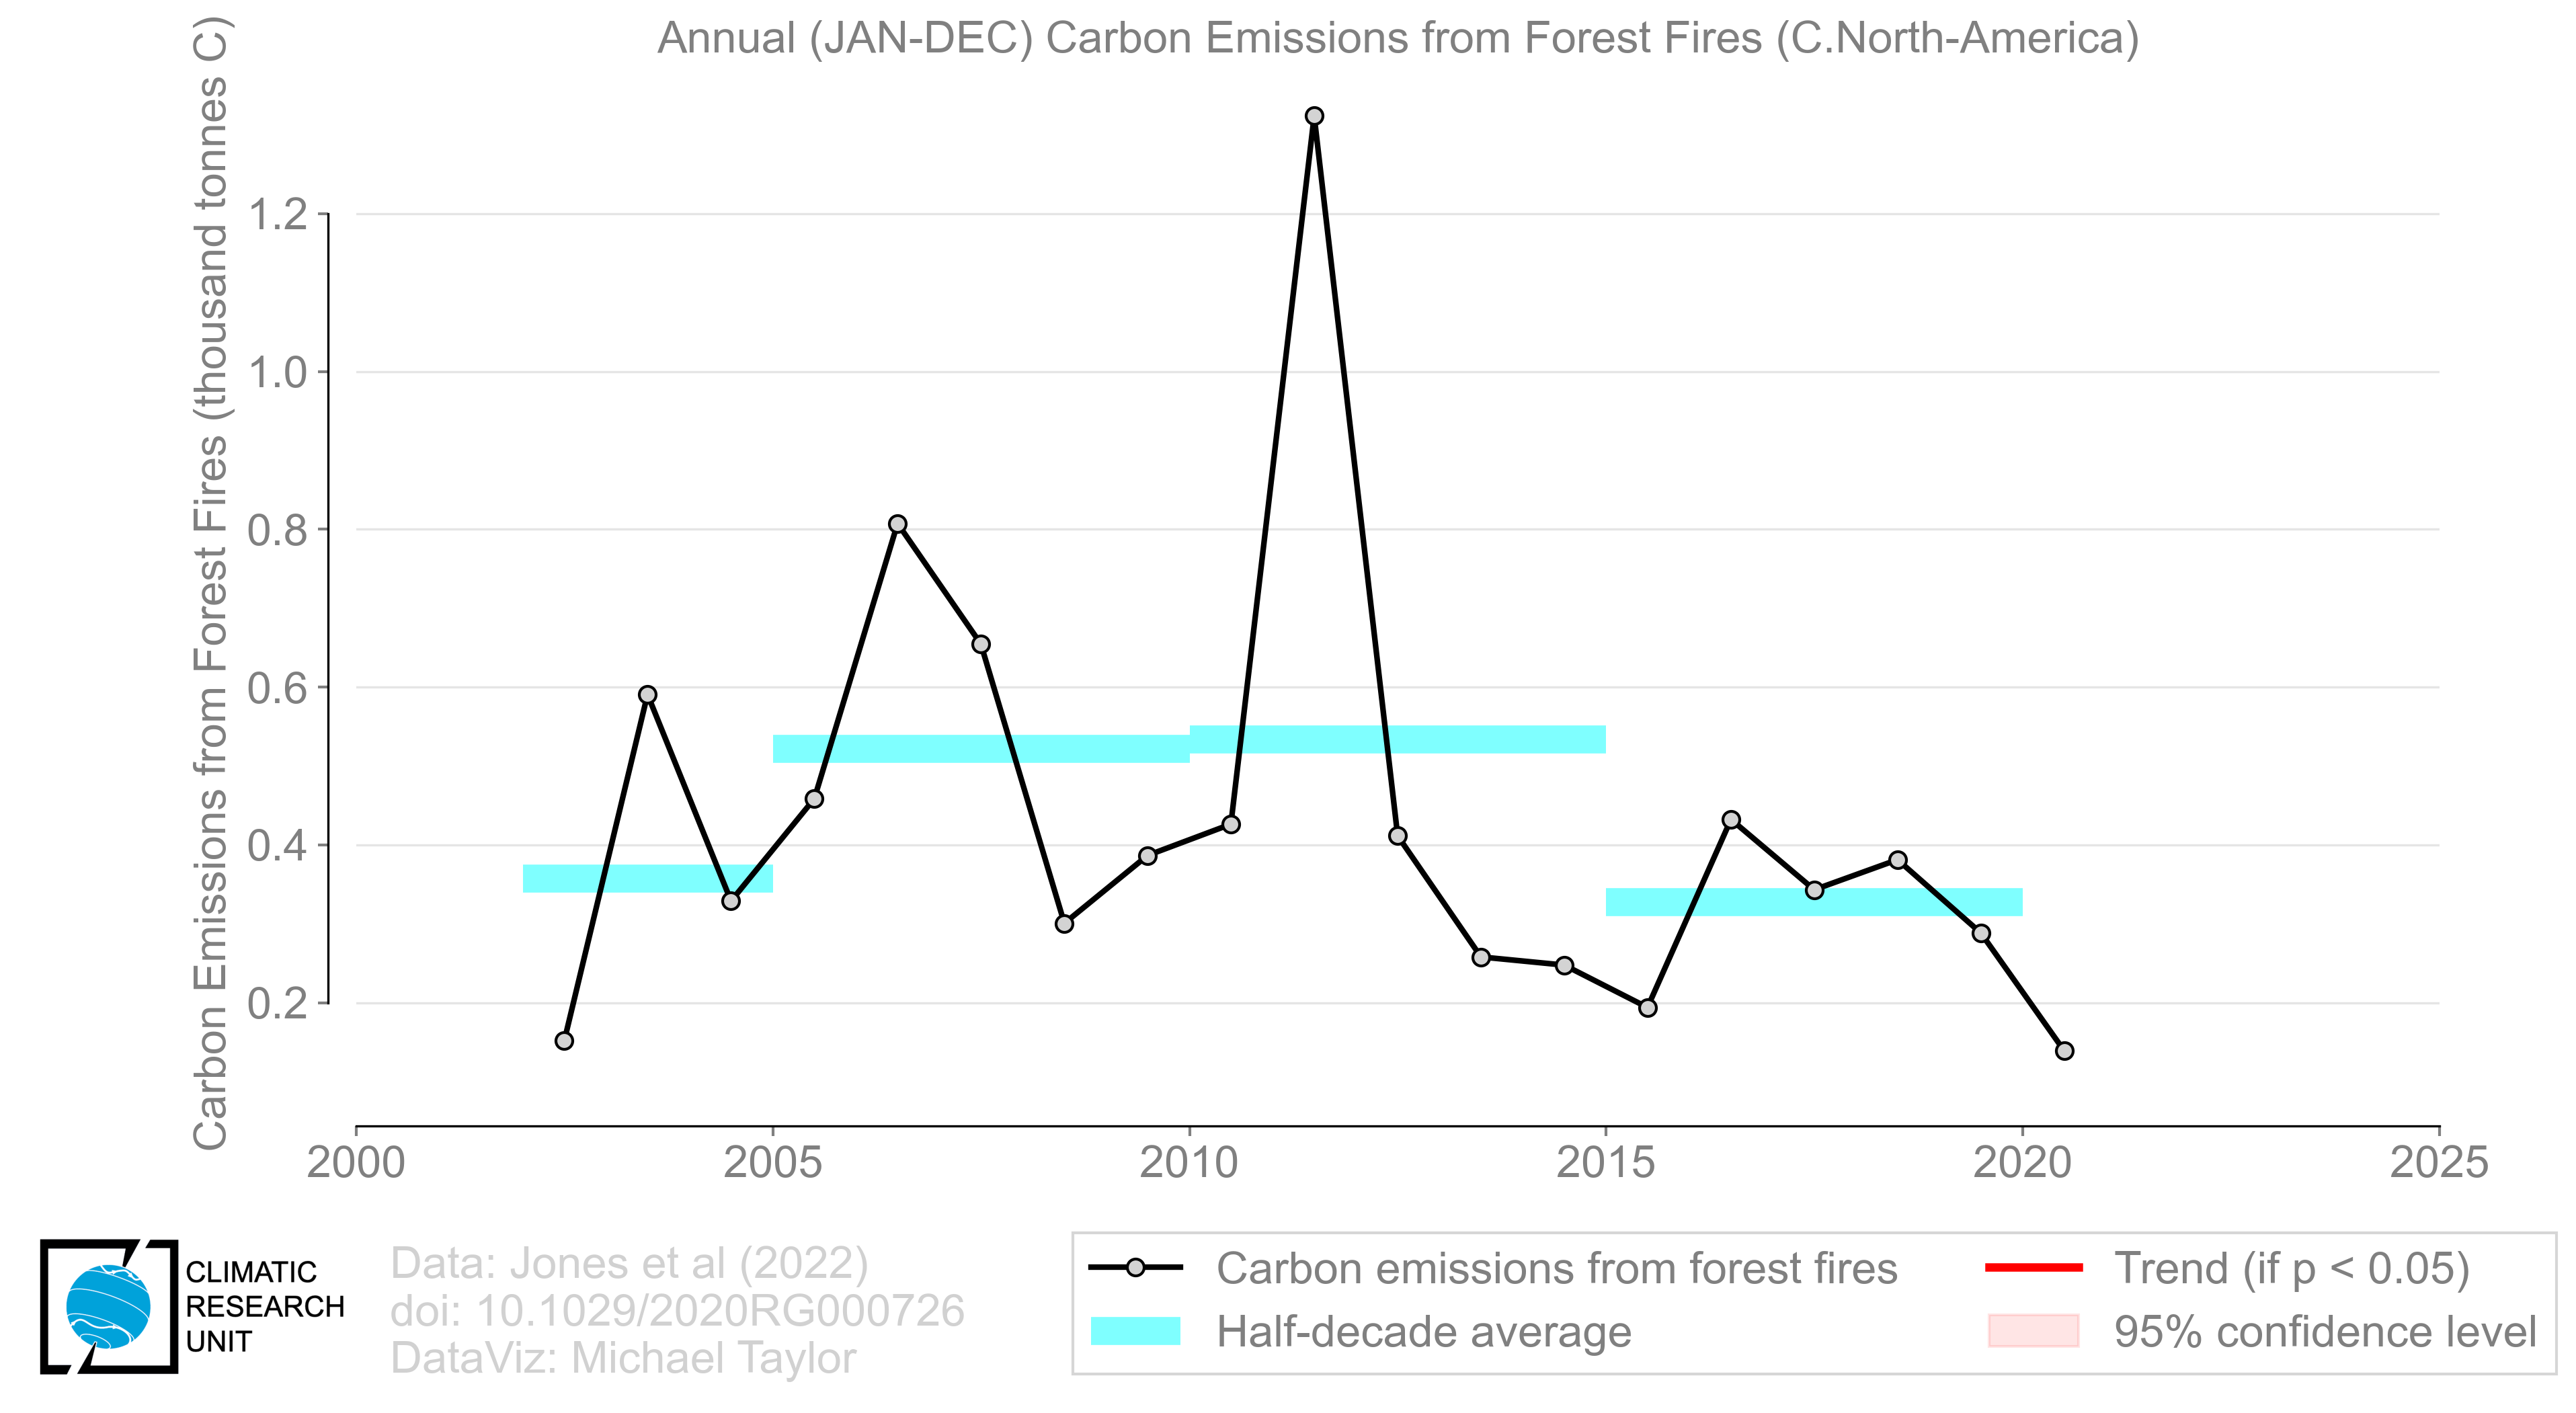 Annual (JAN-DEC) Carbon Emissions from Forest Fires (C.North-America)
Carbon Emissions from Forest Fires (thousand tonnes C)
1.2
1.0
0.8
0.6
0.4
0.2
2000 2005 2010 2015 2020 2025
CLIMATIC
RESEARCH
UNIT
Data: Jones et al (2022)
doi: 10.1029/2020RG000726
DataViz: Michael Taylor
Carbon emissions from forest fires
Half-decade average
Trend (if p < 0.05)
95% confidence level